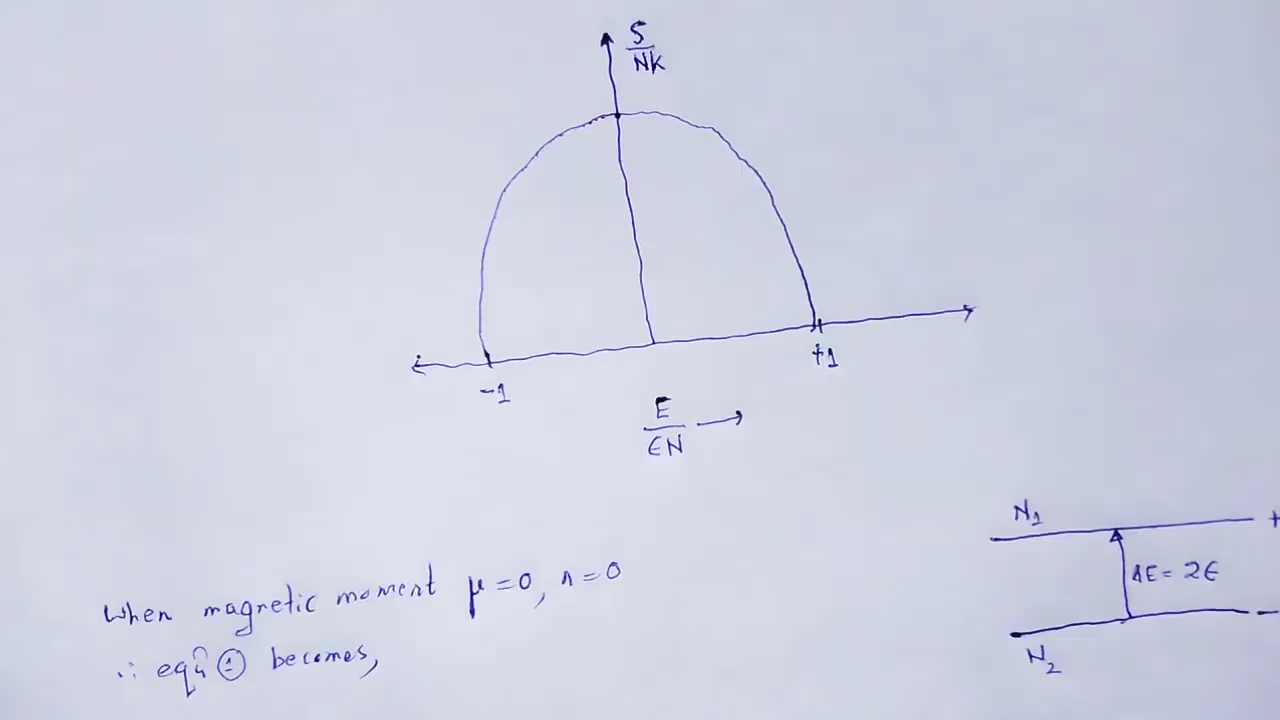 S/NK
-1
+1
E/ϵN →
N1
+
ΔE = 2ϵ
-
N2
When magnetic moment μ = 0, n = 0
∴ eqn ① becomes,